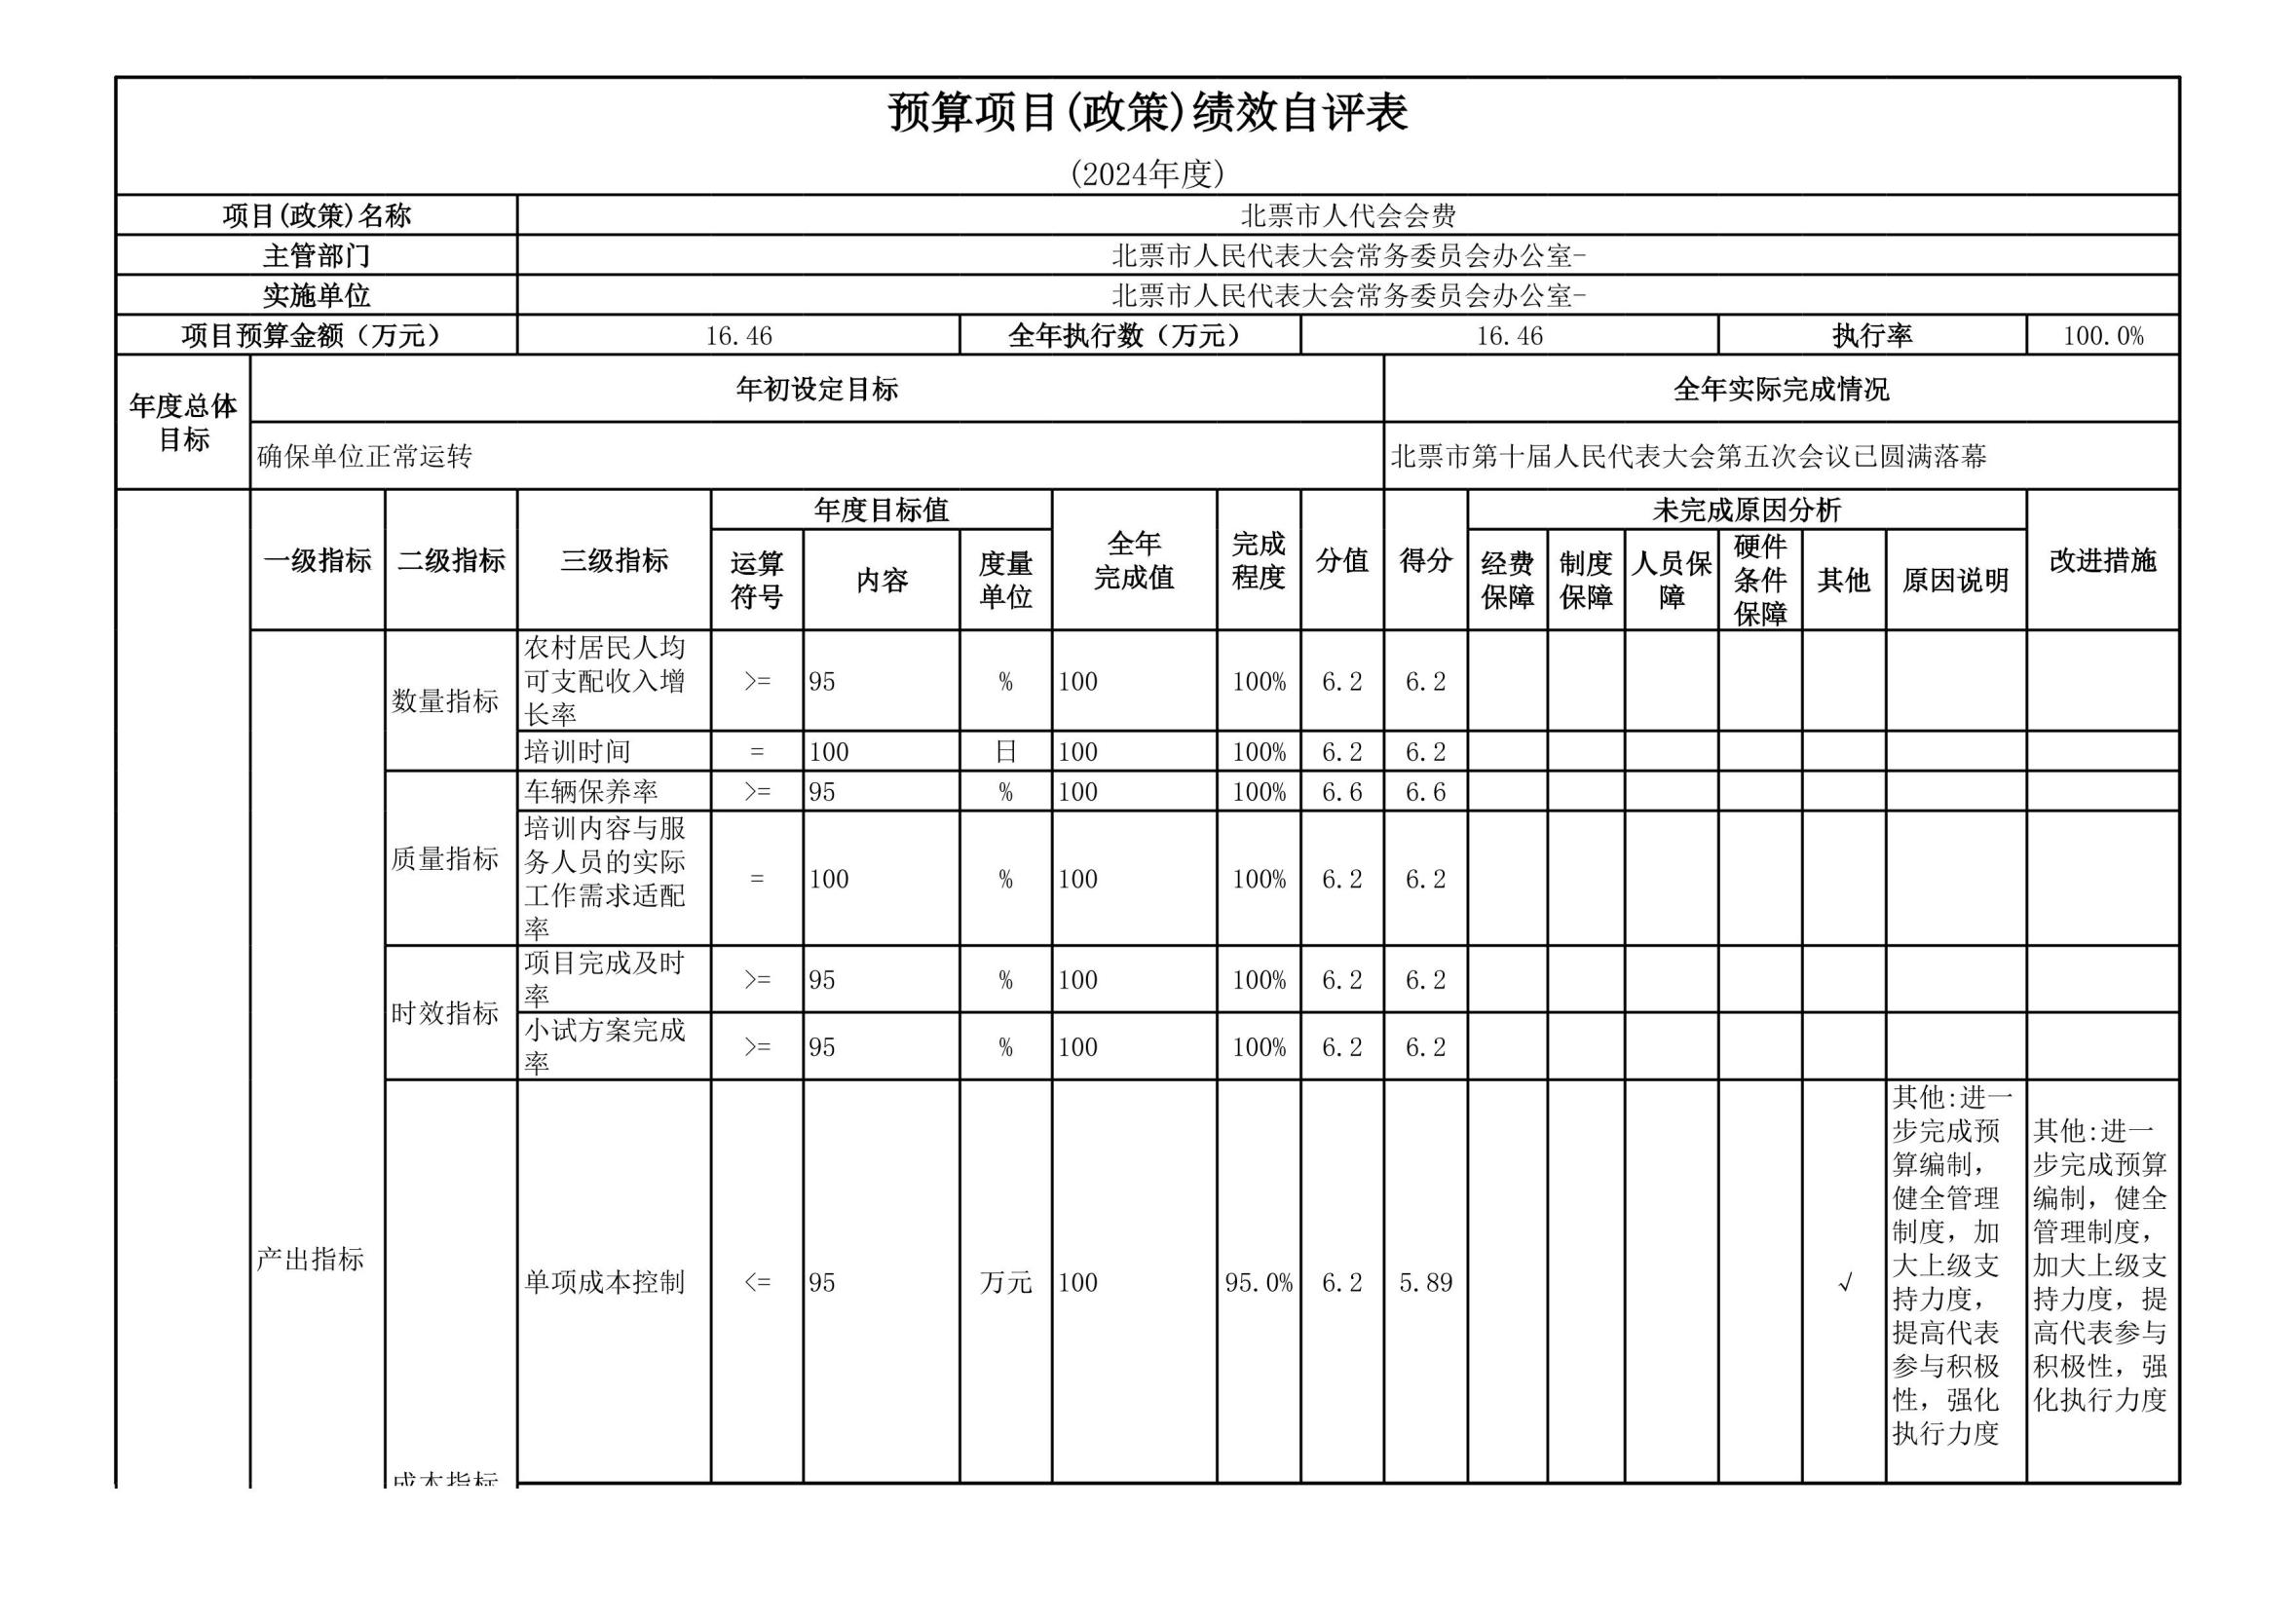 预算项目(政策)绩效自评表
(2024年度)
项目(政策)名称 北票市人代会会费
主管部门 北票市人民代表大会常务委员会办公室-
实施单位 北票市人民代表大会常务委员会办公室-
项目预算金额（万元） 16.46 全年执行数（万元） 16.46 执行率 100.0%
年度总体
目标
年初设定目标 全年实际完成情况
确保单位正常运转 北票市第十届人民代表大会第五次会议已圆满落幕
一级指标 二级指标 三级指标
年度目标值
运算
符号
内容
度量
单位
全年
完成值
完成
程度
分值 得分
未完成原因分析
经费
保障
制度
保障
人员保
障
硬件
条件
保障
其他 原因说明
改进措施
产出指标
数量指标
农村居民人均
可支配收入增
长率
>= 95 % 100 100% 6.2 6.2
培训时间 = 100 日 100 100% 6.2 6.2
质量指标
车辆保养率 >= 95 % 100 100% 6.6 6.6
培训内容与服
务人员的实际
工作需求适配
率
= 100 % 100 100% 6.2 6.2
时效指标
项目完成及时
率
>= 95 % 100 100% 6.2 6.2
小试方案完成
率
>= 95 % 100 100% 6.2 6.2
成本指标
单项成本控制 <= 95 万元 100 95.0% 6.2 5.89 √
其他:进一
步完成预
算编制，
健全管理
制度，加
大上级支
持力度，
提高代表
参与积极
性，强化
执行力度
其他:进一
步完成预算
编制，健全
管理制度，
加大上级支
持力度，提
高代表参与
积极性，强
化执行力度